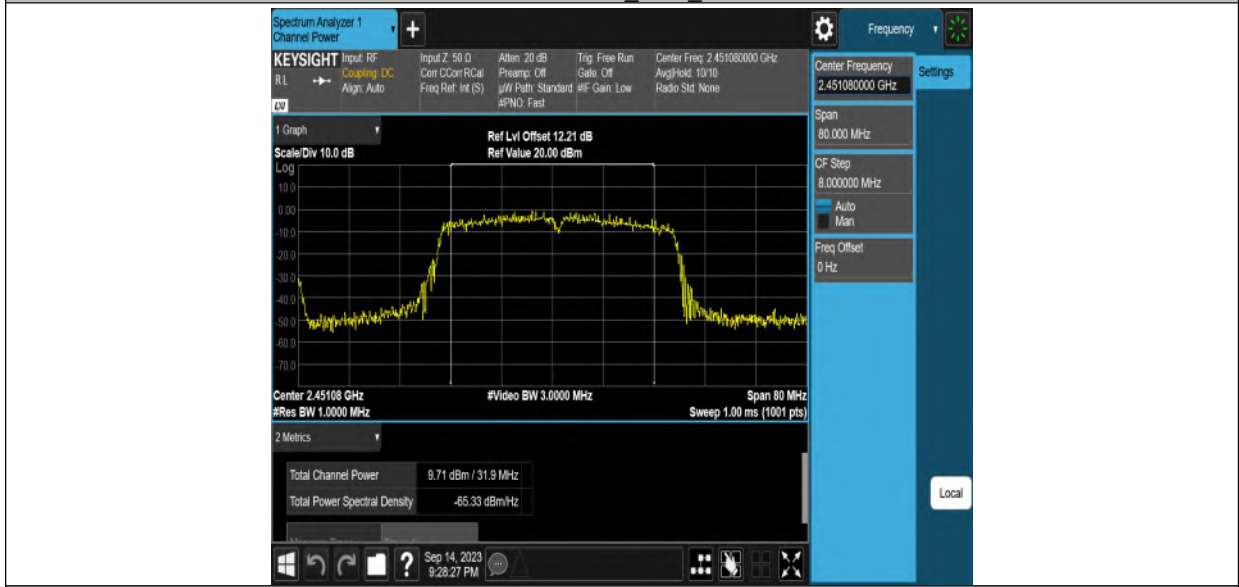 Spectrum Analyzer 1
Channel Power
+
Frequency
KEYSIGHT
Input: RF
Coupling: DC
Align: Auto
RL
LXI
Input Z: 50 Ω
Corr CCorr RCal
Freq Ref: Int (S)
Atten: 20 dB
Preamp: Off
µW Path: Standard
#PNO: Fast
Trig: Free Run
Gate: Off
#IF Gain: Low
Center Freq: 2.451080000 GHz
Avg|Hold: 10/10
Radio Std: None
Center Frequency
2.451080000 GHz
Settings
Span
80.000 MHz
CF Step
8.000000 MHz
Auto
Man
Freq Offset
0 Hz
1 Graph
Scale/Div 10.0 dB
Ref Lvl Offset 12.21 dB
Ref Value 20.00 dBm
Log
10.0
0.00
-10.0
-20.0
-30.0
-40.0
-50.0
-60.0
-70.0
Center 2.45108 GHz
#Video BW 3.0000 MHz
Span 80 MHz
#Res BW 1.0000 MHz
Sweep 1.00 ms (1001 pts)
2 Metrics
Total Channel Power
9.71 dBm / 31.9 MHz
Total Power Spectral Density
-65.33 dBm/Hz
Local
?
Sep 14, 2023
9:28:27 PM